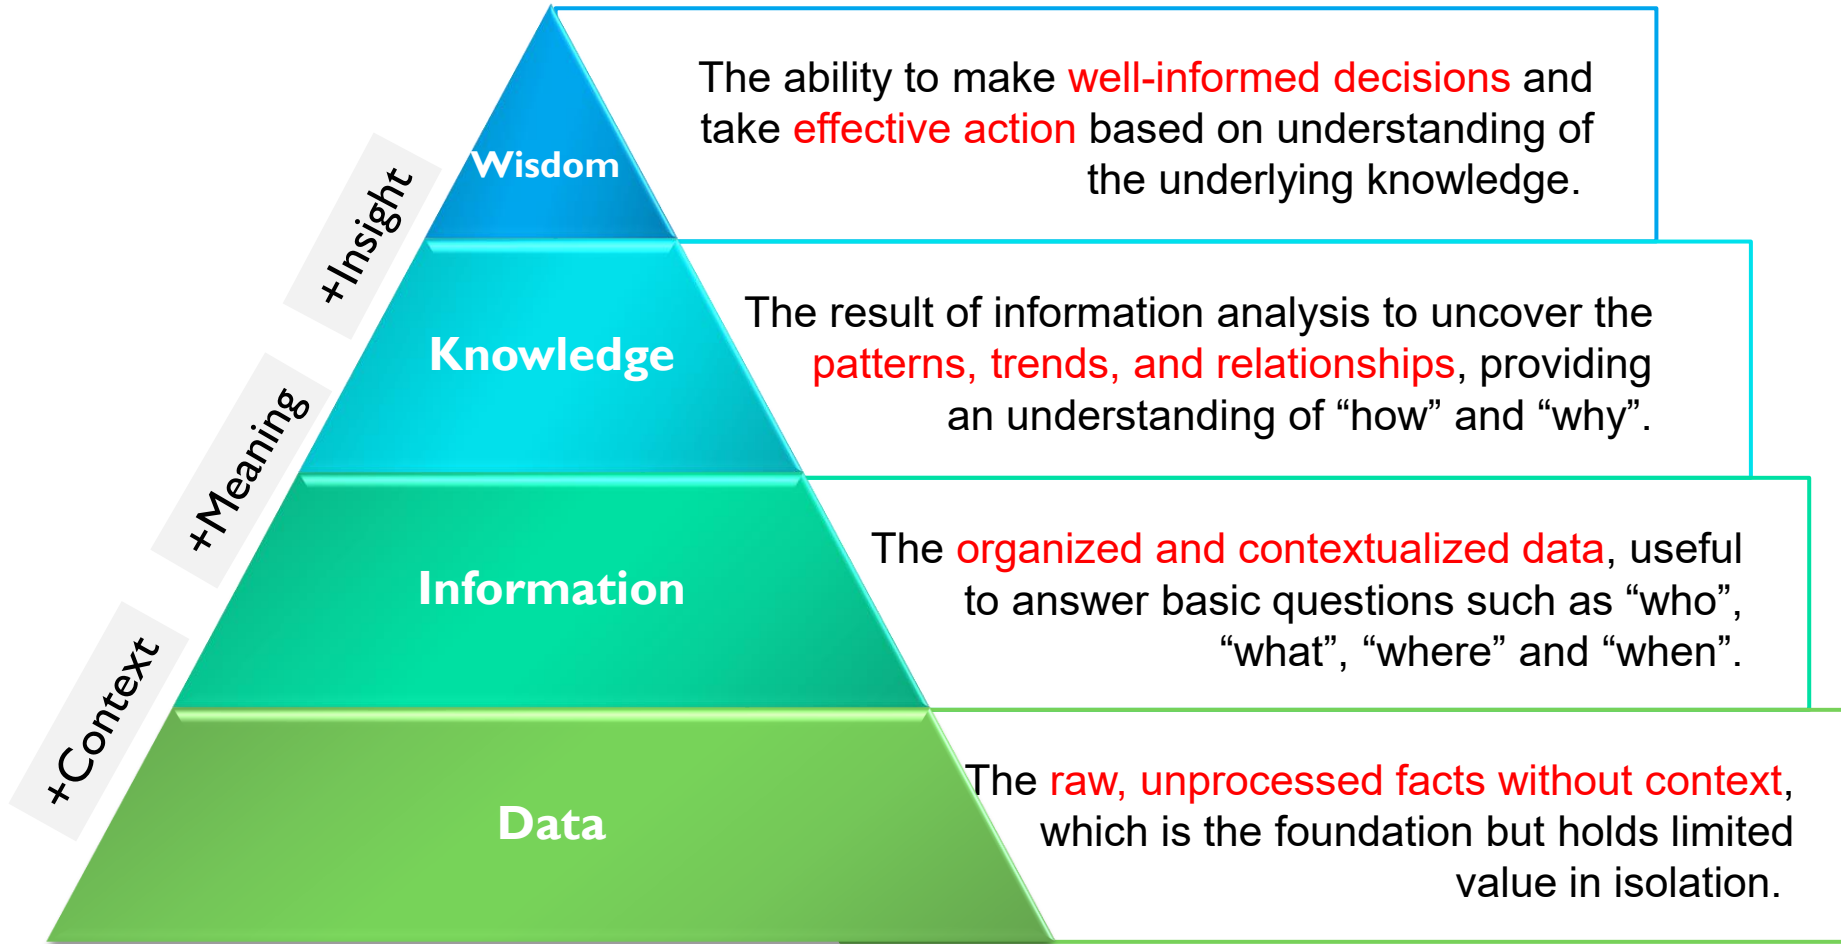 The ability to make well-informed decisions and
take effective action based on understanding of
the underlying knowledge.
Wisdom
+Insight
The result of information analysis to uncover the
patterns, trends, and relationships, providing
an understanding of “how” and “why”.
Knowledge
+Meaning
The organized and contextualized data, useful
to answer basic questions such as “who”,
“what”, “where” and “when”.
Information
+Context
The raw, unprocessed facts without context,
which is the foundation but holds limited
value in isolation.
Data